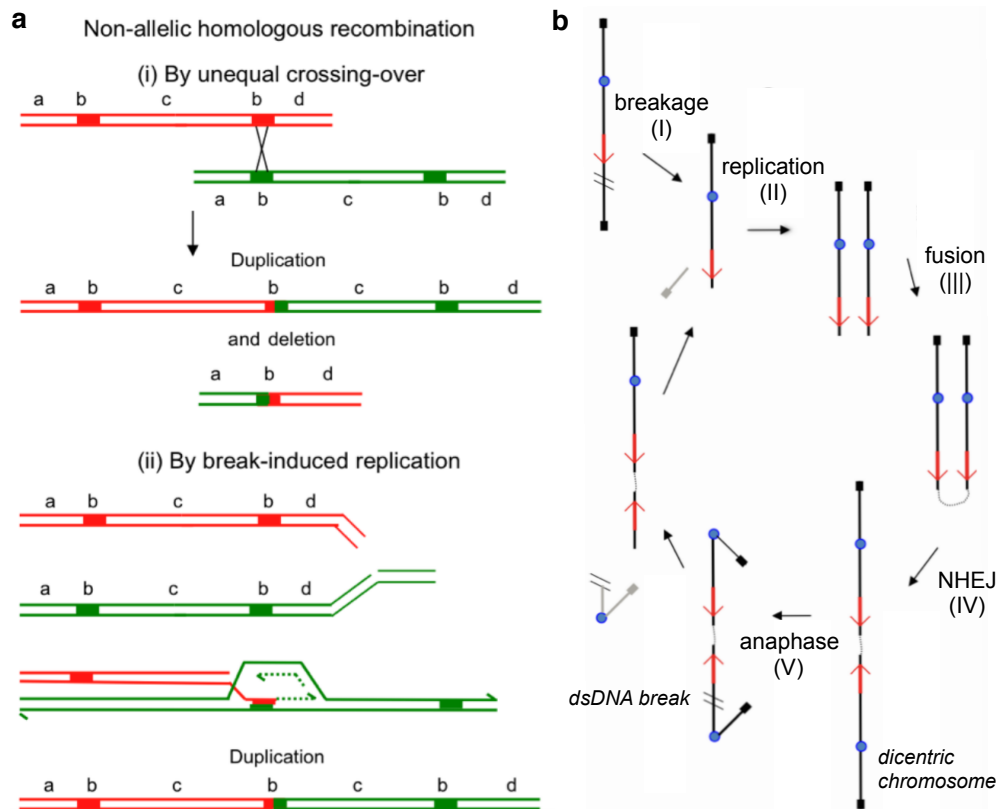 a
Non-allelic homologous recombination
(i) By unequal crossing-over
a b c b d
a b c b d
Duplication
a b c b c b d
and deletion
a b d
(ii) By break-induced replication
a b c b d
a b c b d
Duplication
a b c b c b d
b
breakage
(I)
replication
(II)
fusion
(|||)
NHEJ
(IV)
anaphase
(V)
dsDNA break
dicentric
chromosome